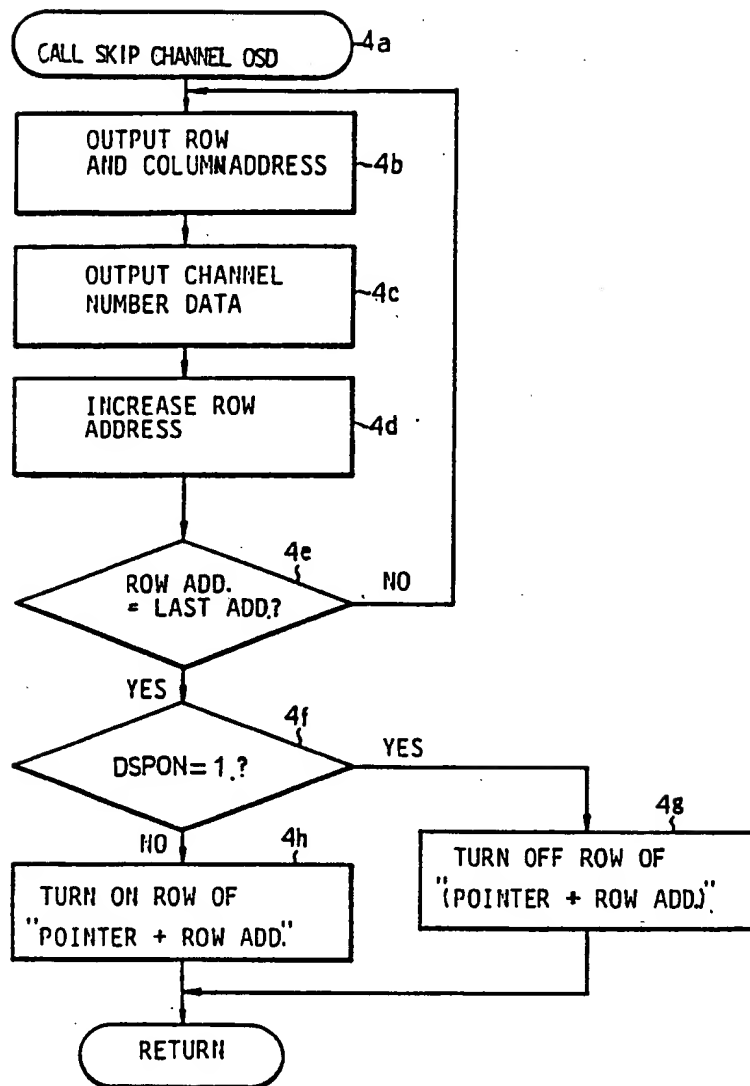 CALL SKIP CHANNEL OSD
4a
OUTPUT ROW
AND COLUMNADDRESS
4b
OUTPUT CHANNEL
NUMBER DATA
4c
INCREASE ROW
ADDRESS
4d
4e
ROW ADD.
= LAST ADD.?
NO
YES
4f
DSPON= 1.?
YES
NO
4g
TURN OFF ROW OF
"(POINTER + ROW ADD.)"
4h
TURN ON ROW OF
"POINTER + ROW ADD."
RETURN